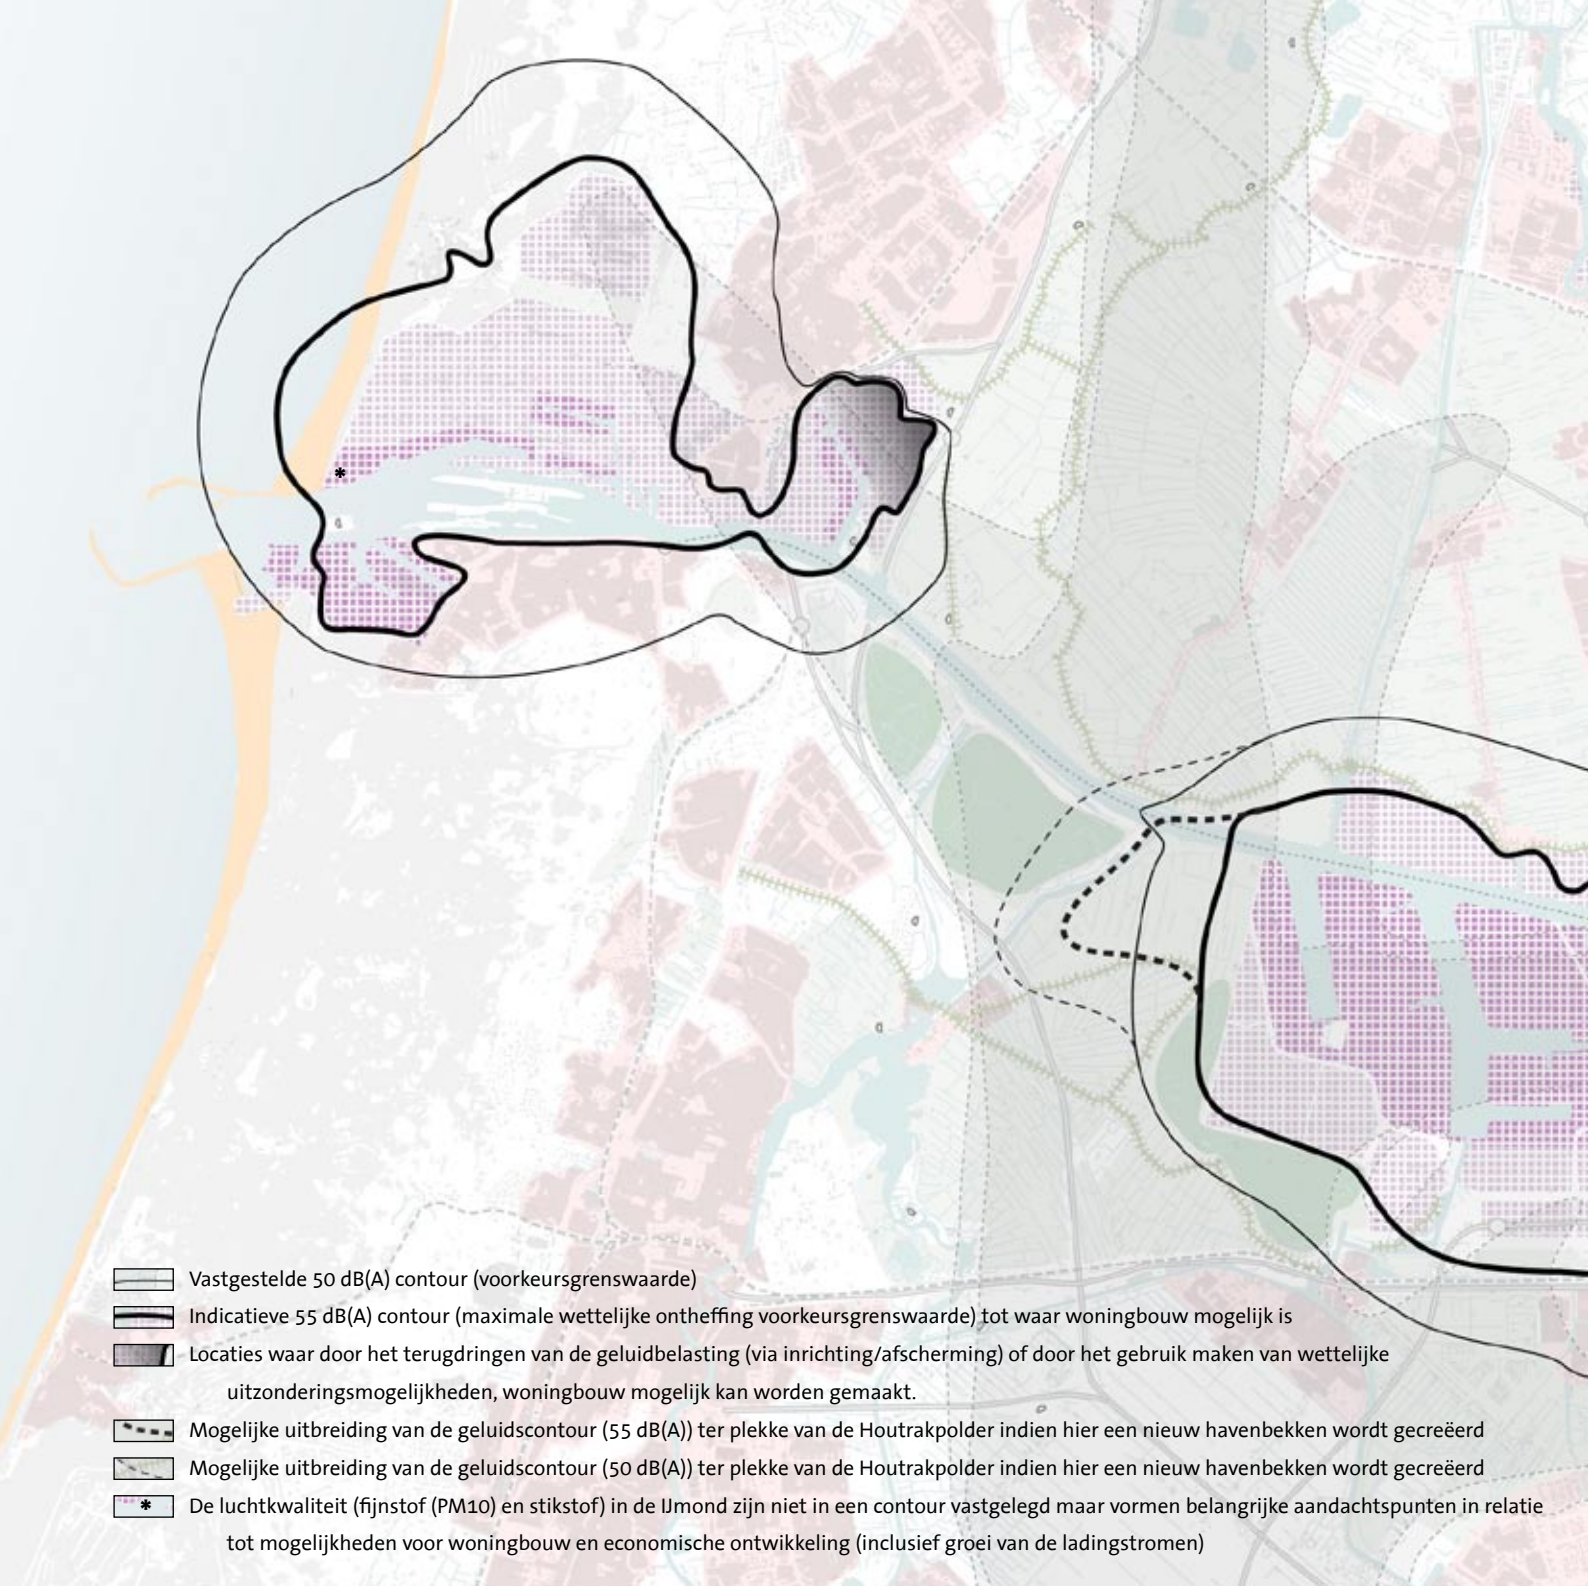 *
Vastgestelde 50 dB(A) contour (voorkeursgrenswaarde)
Indicatieve 55 dB(A) contour (maximale wettelijke ontheffing voorkeursgrenswaarde) tot waar woningbouw mogelijk is
Locaties waar door het terugdringen van de geluidbelasting (via inrichting/afscherming) of door het gebruik maken van wettelijke
uitzonderingsmogelijkheden, woningbouw mogelijk kan worden gemaakt.
Mogelijke uitbreiding van de geluidscontour (55 dB(A)) ter plekke van de Houtrakpolder indien hier een nieuw havenbekken wordt gecreëerd
Mogelijke uitbreiding van de geluidscontour (50 dB(A)) ter plekke van de Houtrakpolder indien hier een nieuw havenbekken wordt gecreëerd
* De luchtkwaliteit (fijnstof (PM10) en stikstof) in de IJmond zijn niet in een contour vastgelegd maar vormen belangrijke aandachtspunten in relatie
tot mogelijkheden voor woningbouw en economische ontwikkeling (inclusief groei van de ladingstromen)